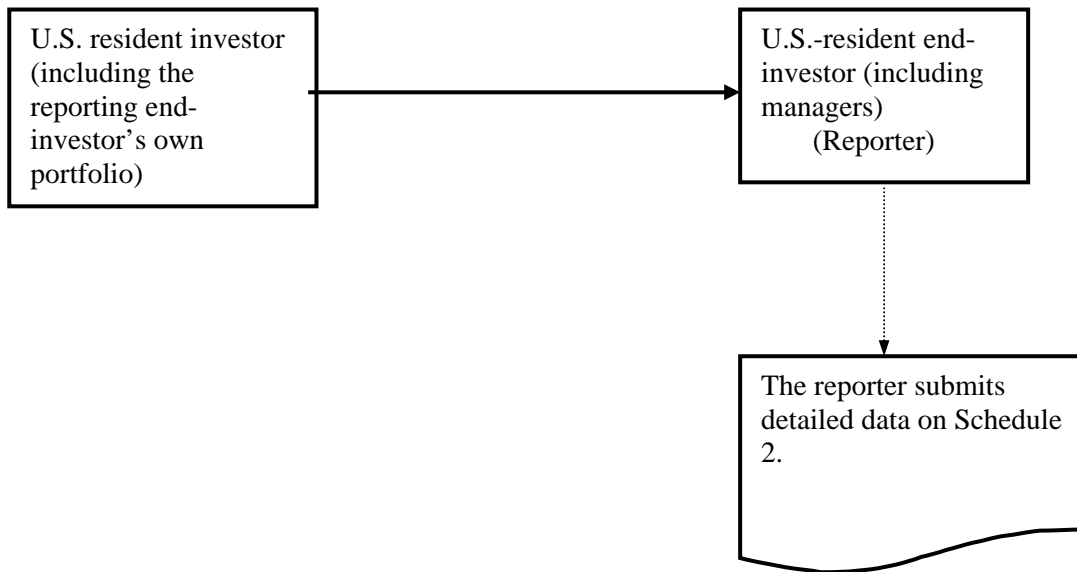 U.S. resident investor
(including the
reporting end-
investor’s own
portfolio)
U.S.-resident end-
investor (including
managers)
(Reporter)
The reporter submits
detailed data on Schedule
2.